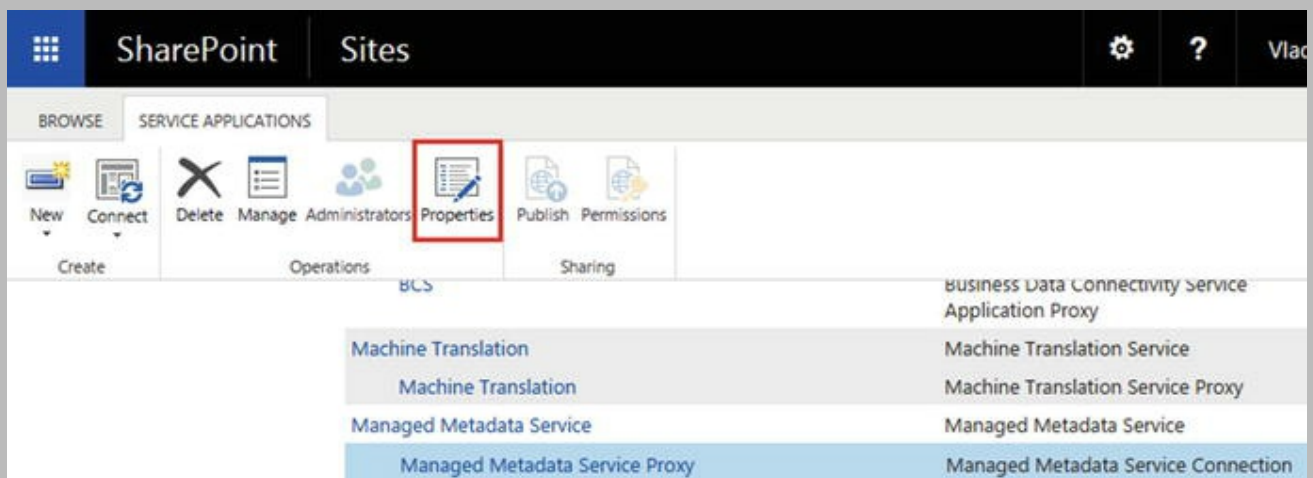 SharePoint Sites ? Vlad
BROWSE SERVICE APPLICATIONS
New Connect Delete Manage Administrators Properties Publish Permissions
Create Operations Sharing
BCS Business Data Connectivity Service
Application Proxy
Machine Translation Machine Translation Service
Machine Translation Machine Translation Service Proxy
Managed Metadata Service Managed Metadata Service
Managed Metadata Service Proxy Managed Metadata Service Connection